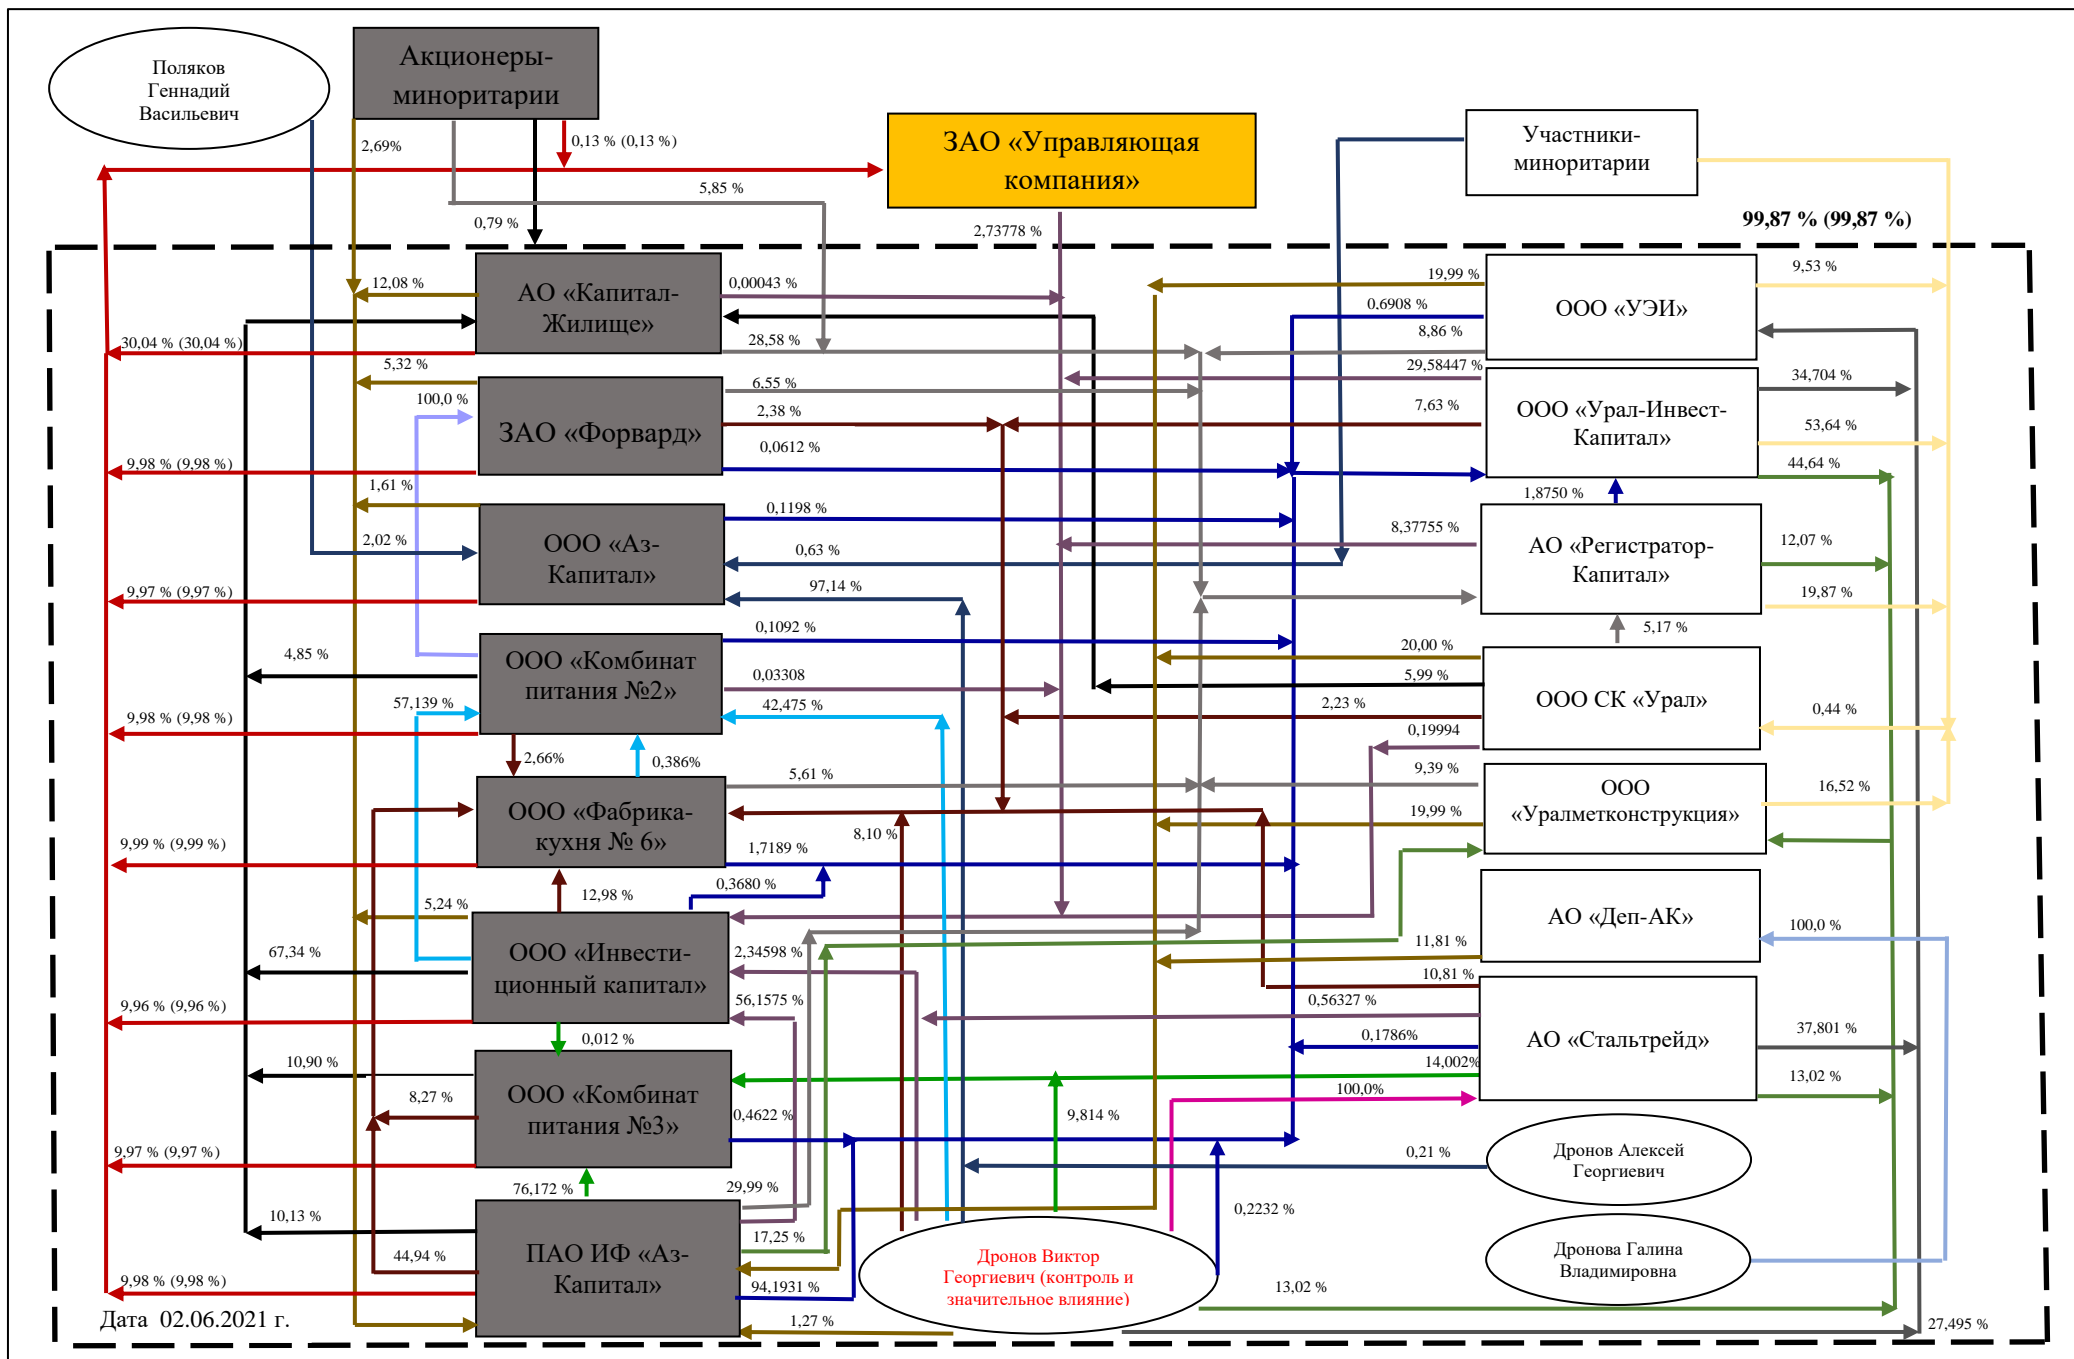 Поляков
Геннадий
Васильевич
Акционеры-
миноритарии
2,69%
0,13 % (0,13 %)
ЗАО «Управляющая
компания»
Участники-
миноритарии
5,85 %
0,79 %
2,73778 %
99,87 % (99,87 %)
12,08 %
АО «Капитал-
Жилище»
0,00043 %
30,04 % (30,04 %)
28,58 %
19,99 %
0,6908 %
8,86 %
ООО «УЭИ»
9,53 %
5,32 %
100,0 %
ЗАО «Форвард»
6,55 %
2,38 %
0,0612 %
9,98 % (9,98 %)
29,58447 %
7,63 %
ООО «Урал-Инвест-
Капитал»
34,704 %
53,64 %
44,64 %
1,61 %
2,02 %
ООО «Аз-
Капитал»
0,1198 %
0,63 %
97,14 %
9,97 % (9,97 %)
1,8750 %
8,37755 %
АО «Регистратор-
Капитал»
12,07 %
19,87 %
5,17 %
4,85 %
57,139 %
ООО «Комбинат
питания №2»
0,1092 %
0,03308
42,475 %
9,98 % (9,98 %)
20,00 %
5,99 %
2,23 %
0,19994
ООО СК «Урал»
0,44 %
2,66%
0,386%
ООО «Фабрика-
кухня № 6»
5,61 %
8,10 %
1,7189 %
9,99 % (9,99 %)
9,39 %
19,99 %
ООО
«Уралметконструкция»
16,52 %
12,98 %
0,3680 %
5,24 %
67,34 %
ООО «Инвести-
ционный капитал»
2,34598 %
56,1575 %
9,96 % (9,96 %)
11,81 %
АО «Деп-АК»
100,0 %
0,012 %
10,90 %
8,27 %
ООО «Комбинат
питания №3»
0,4622 %
9,97 % (9,97 %)
10,81 %
0,56327 %
0,1786%
14,002%
100,0%
9,814 %
АО «Стальтрейд»
37,801 %
13,02 %
76,172 %
29,99 %
10,13 %
44,94 %
ПАО ИФ «Аз-
Капитал»
17,25 %
94,1931 %
1,27 %
9,98 % (9,98 %)
0,21 %
Дронов Алексей
Георгиевич
0,2232 %
Дронов Виктор
Георгиевич (контроль и
значительное влияние)
Дронова Галина
Владимировна
13,02 %
27,495 %
Дата 02.06.2021 г.